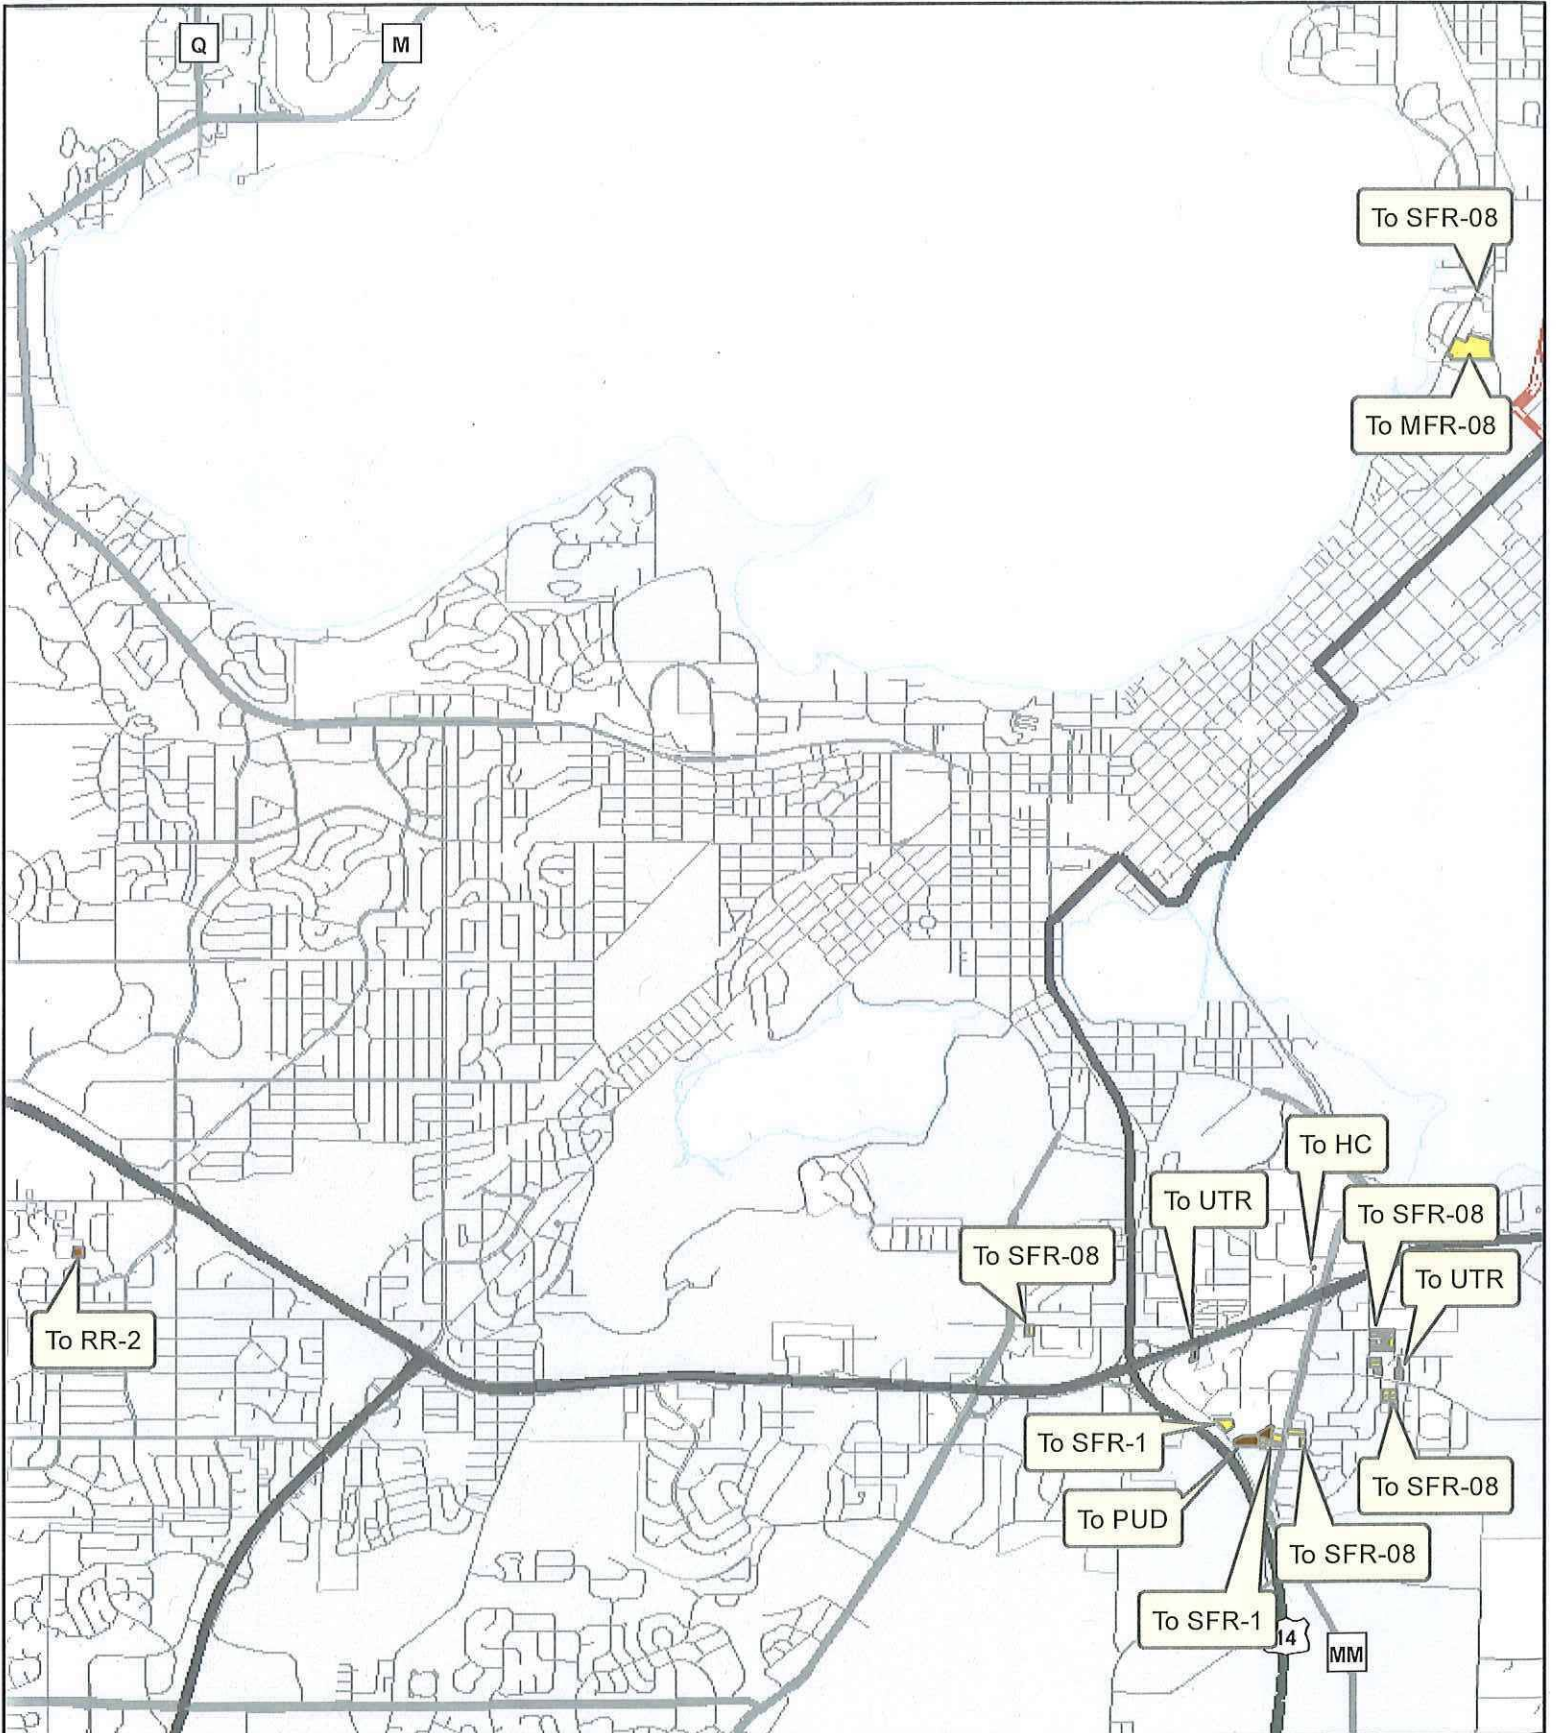 Q
M
To SFR-08
To MFR-08
To HC
To UTR
To SFR-08
To SFR-08
To UTR
To RR-2
To SFR-1
To SFR-08
To PUD
To SFR-08
To SFR-1
14
MM